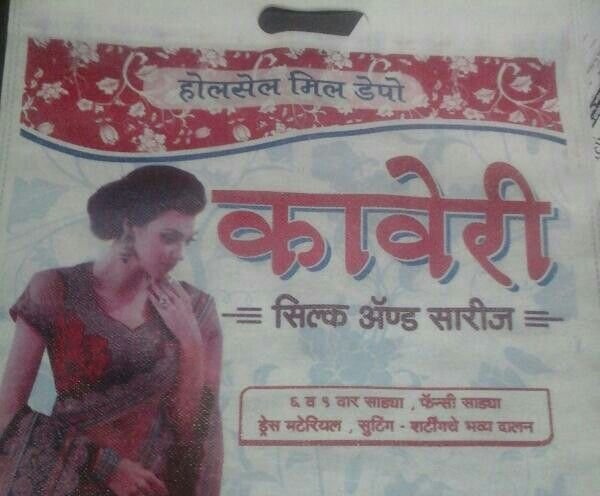 होलसेल मिल डेपो
कावेरी
सिल्क ॲण्ड सारीज
६ व ९ वार साड्या , फॅन्सी साड्या
ड्रेस मटेरियल , सुटिंग - शर्टींगचे भव्य दालन